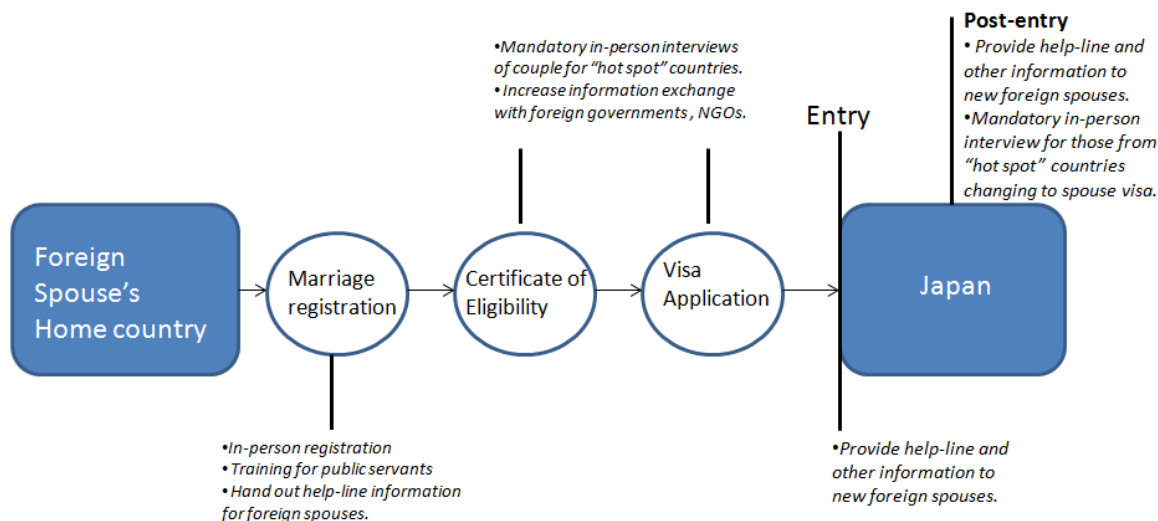 •Mandatory in-person interviews
of couple for “hot spot” countries.
•Increase information exchange
with foreign governments , NGOs.
Post-entry
• Provide help-line and
other information to
new foreign spouses.
•Mandatory in-person
interview for those from
“hot spot” countries
changing to spouse visa.
Entry
Foreign
Spouse’s
Home country
Marriage
registration
Certificate of
Eligibility
Visa
Application
Japan
•In-person registration
•Training for public servants
•Hand out help-line information
for foreign spouses.
•Provide help-line and
other information to
new foreign spouses.